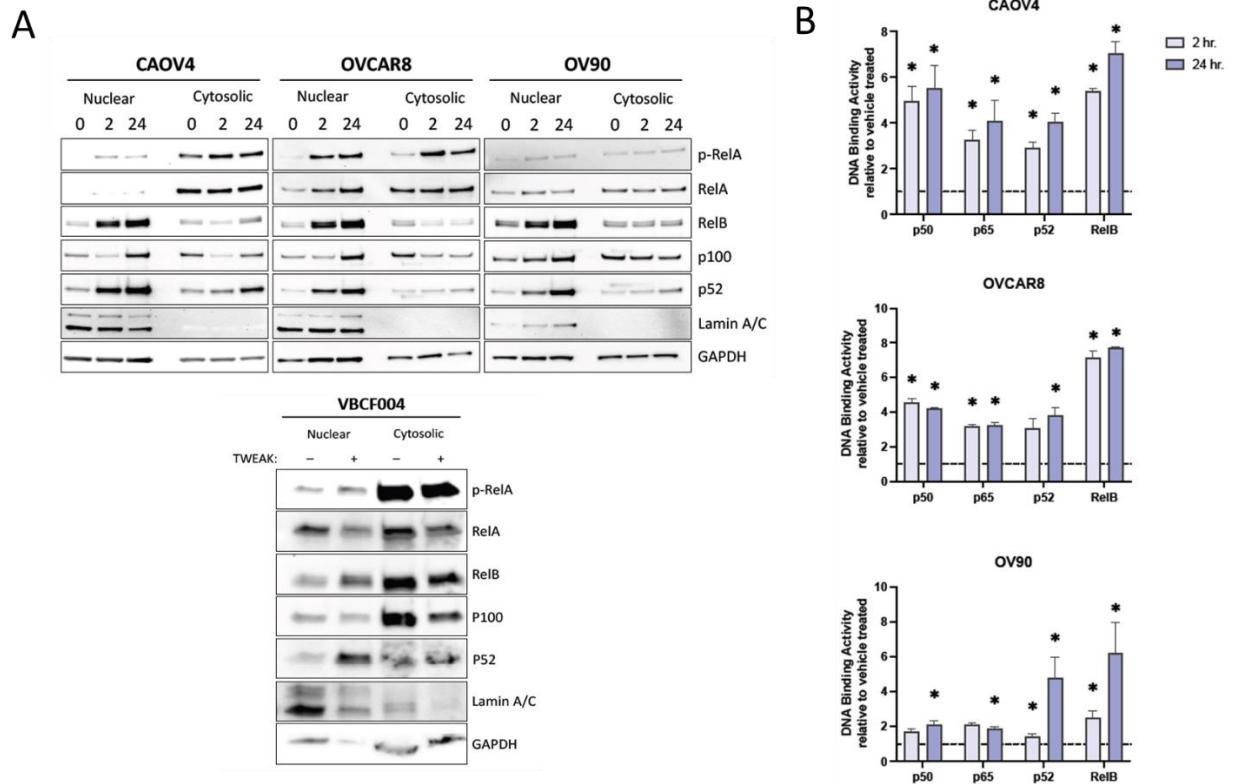 A
CAOV4 OVCAR8 OV90
Nuclear Cytosolic Nuclear Cytosolic Nuclear Cytosolic
0 2 24 0 2 24 0 2 24 0 2 24 0 2 24 0 2 24
p-RelA
RelA
RelB
p100
p52
Lamin A/C
GAPDH
VBCF004
Nuclear Cytosolic
TWEAK: – + – +
p-RelA
RelA
RelB
P100
P52
Lamin A/C
GAPDH
B
CAOV4
2 hr.
24 hr.
DNA Binding Activity
relative to vehicle treated
8
6
4
2
0
* * * * * * * *
p50 p65 p52 RelB
OVCAR8
DNA Binding Activity
relative to vehicle treated
10
8
6
4
2
0
* * * * * * *
p50 p65 p52 RelB
OV90
DNA Binding Activity
relative to vehicle treated
10
8
6
4
2
0
* * * * * *
p50 p65 p52 RelB